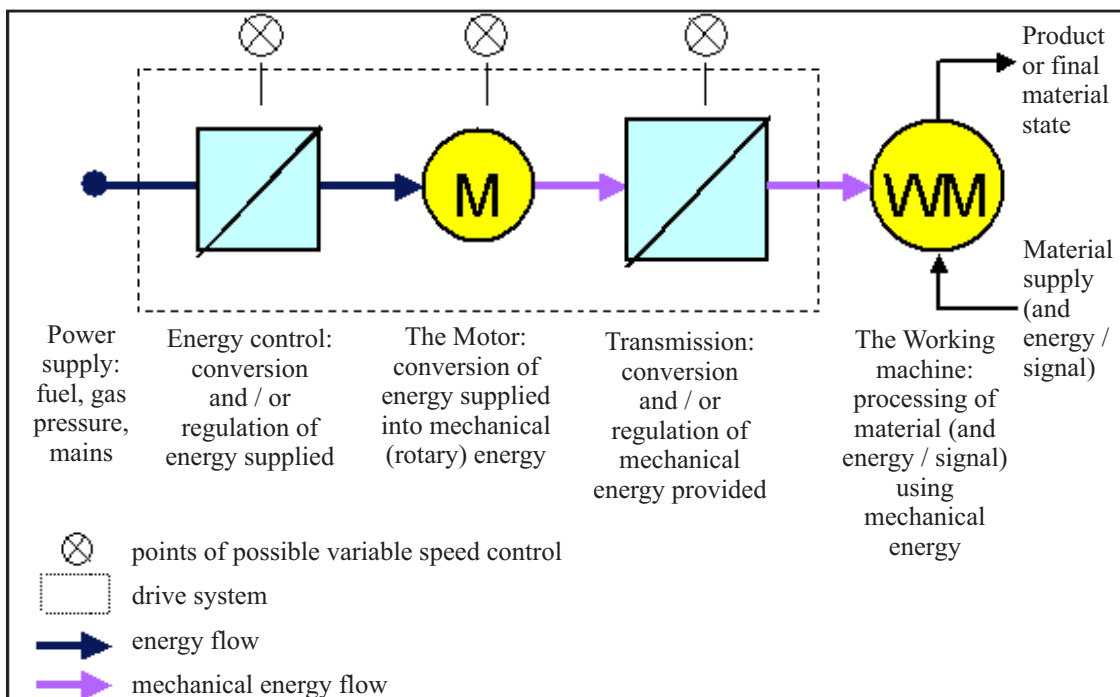 M
WM
Product
or final
material
state
Material
supply
(and
energy /
signal)
Power
supply:
fuel, gas
pressure,
mains
Energy control:
conversion
and / or
regulation of
energy supplied
The Motor:
conversion of
energy supplied
into mechanical
(rotary) energy
Transmission:
conversion
and / or
regulation of
mechanical
energy provided
The Working
machine:
processing of
material (and
energy / signal)
using
mechanical
energy
points of possible variable speed control
drive system
energy flow
mechanical energy flow